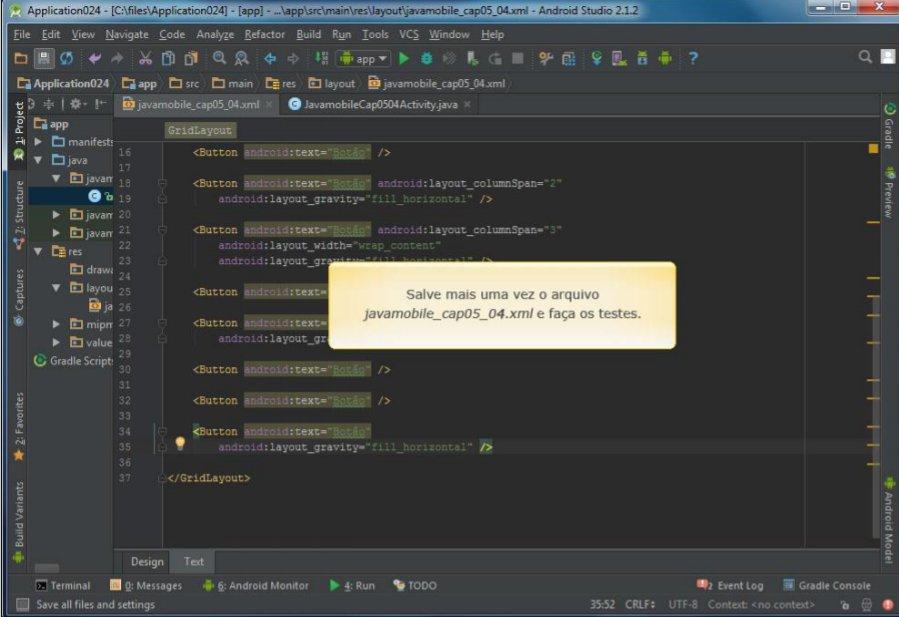 Application024 - [C:\files\Application024] - [app] - ...\app\src\main\res\layout\javamobile_cap05_04.xml - Android Studio 2.1.2
File Edit View Navigate Code Analyze Refactor Build Run Tools VCS Window Help
app
Application024 app src main res layout javamobile_cap05_04.xml
javamobile_cap05_04.xml JavamobileCap0504Activity.java
GridLayout
1: Project
Z: Structure
Captures
2: Favorites
Build Variants
app
manifests
java
javam
javam
javam
res
drawa
layou
ja
mipm
value
Gradle Scripts
16 <Button android:text="Botão" />
17
18 <Button android:text="Botão" android:layout_columnSpan="2"
19 android:layout_gravity="fill_horizontal" />
20
21 <Button android:text="Botão" android:layout_columnSpan="3"
22 android:layout_width="wrap_content"
23 android:layout_gravity="fill_horizontal" />
24
25 <Button android:text=
26
27 <Button android:text=
28 android:layout_gr
29
30 <Button android:text="Botão" />
31
32 <Button android:text="Botão" />
33
34 <Button android:text="Botão"
35 android:layout_gravity="fill_horizontal" />
36
37 </GridLayout>
Salve mais uma vez o arquivo
javamobile_cap05_04.xml e faça os testes.
Gradle
Preview
Android Model
Design Text
Terminal 0: Messages 6: Android Monitor 4: Run TODO 2 Event Log Gradle Console
Save all files and settings 35:52 CRLF UTF-8 Context: <no context>